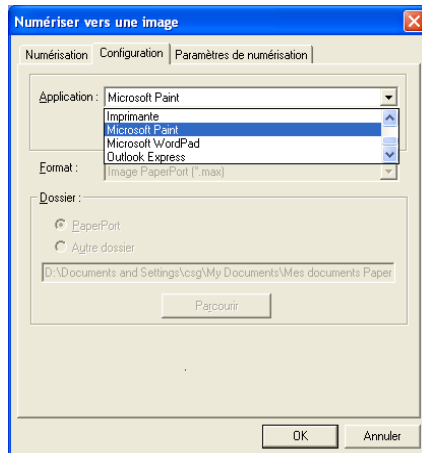 Numériser vers une image
Numérisation Configuration Paramètres de numérisation
Application : Microsoft Paint
Imprimante
Microsoft Paint
Microsoft WordPad
Outlook Express
Format : Image PaperPort (*.max)
Dossier :
PaperPort
Autre dossier
D:\Documents and Settings\csg\My Documents\Mes documents Paper
Parcourir
OK Annuler